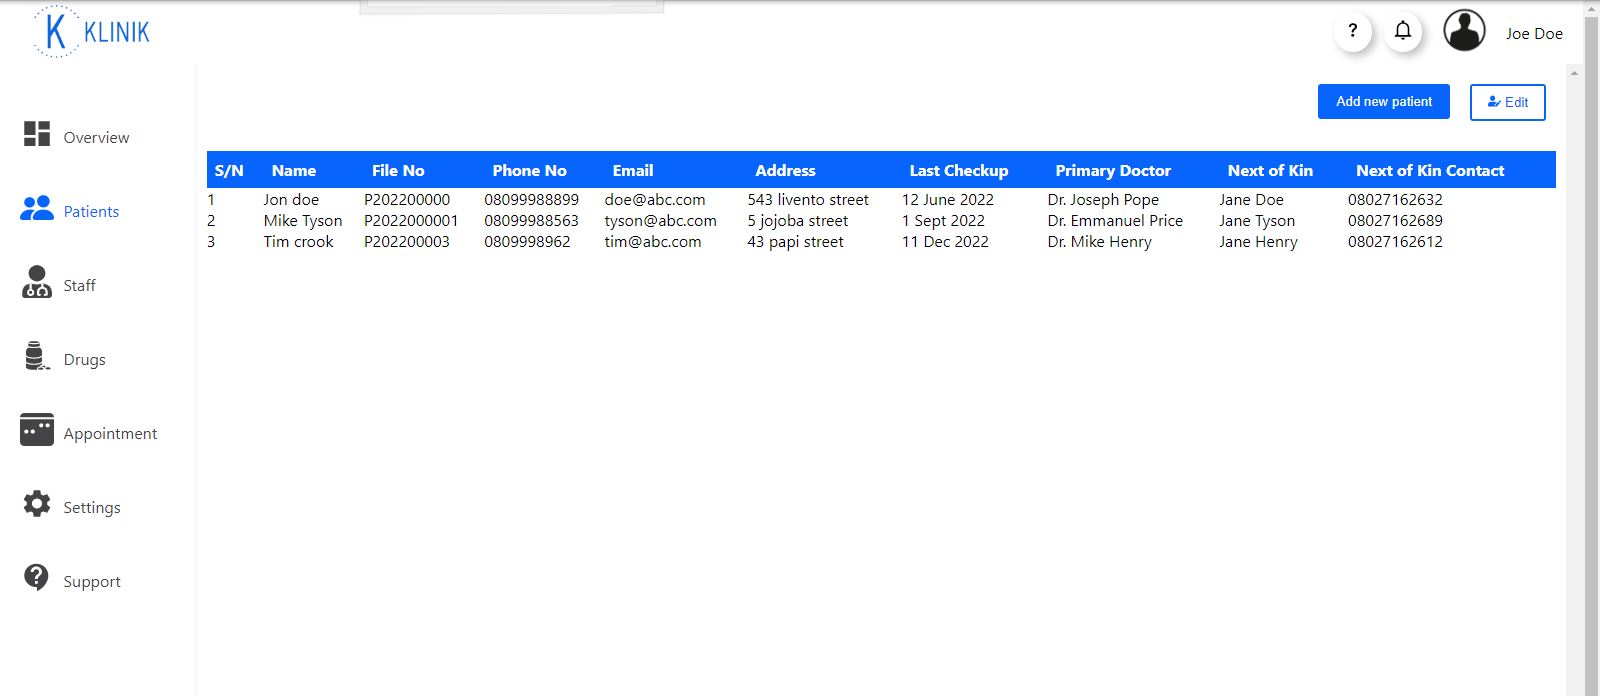 K KLINIK
? Joe Doe
Add new patient Edit
Overview
Patients
Staff
Drugs
Appointment
Settings
Support
S/N Name File No Phone No Email Address Last Checkup Primary Doctor Next of Kin Next of Kin Contact
1 Jon doe P202200000 08099988899 doe@abc.com 543 livento street 12 June 2022 Dr. Joseph Pope Jane Doe 08027162632
2 Mike Tyson P2022000001 08099988563 tyson@abc.com 5 jojoba street 1 Sept 2022 Dr. Emmanuel Price Jane Tyson 08027162689
3 Tim crook P202200003 0809998962 tim@abc.com 43 papi street 11 Dec 2022 Dr. Mike Henry Jane Henry 08027162612